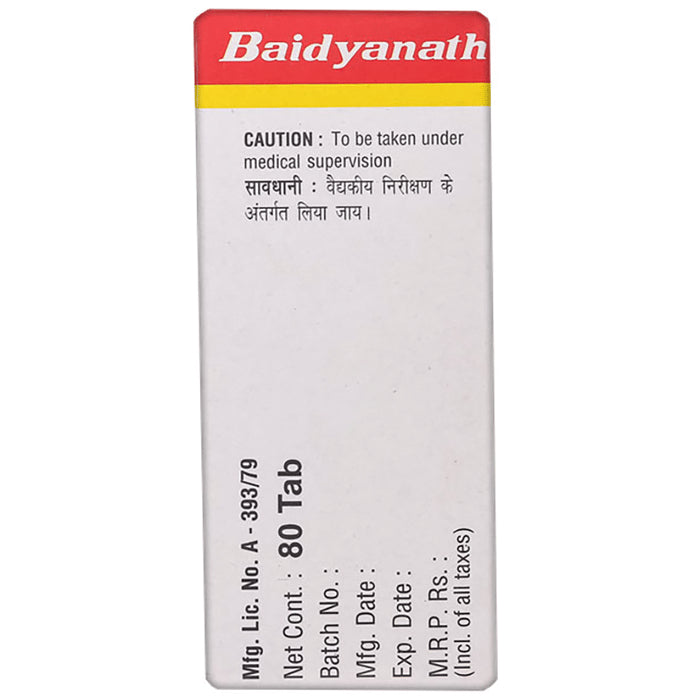 Baidyanath
CAUTION : To be taken under
medical supervision
सावधानी : वैद्यकीय निरीक्षण के
अंतर्गत लिया जाय।
Mfg. Lic. No. A - 393/79
Net Cont. : 80 Tab
Batch No. :
Mfg. Date :
Exp. Date :
M.R.P. Rs. :
(Incl. of all taxes)